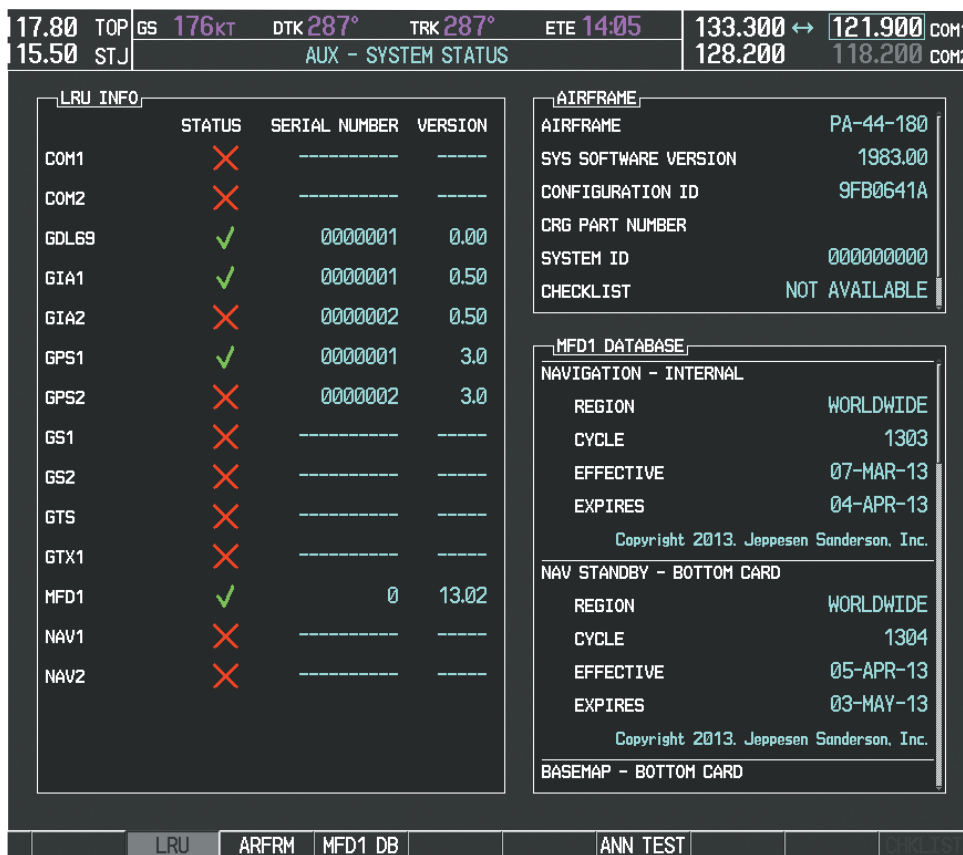 117.80 TOP GS 176KT DTK 287° TRK 287° ETE 14:05 133.300 ↔ 121.900 COM1
115.50 STJ AUX - SYSTEM STATUS 128.200 118.200 COM2
LRU INFO
STATUS SERIAL NUMBER VERSION
COM1 ---------- -----
COM2 ---------- -----
GDL69 0000001 0.00
GIA1 0000001 0.50
GIA2 0000002 0.50
GPS1 0000001 3.0
GPS2 0000002 3.0
GS1 ---------- -----
GS2 ---------- -----
GTS ---------- -----
GTX1 ---------- -----
MFD1 0 13.02
NAV1 ---------- -----
NAV2 ---------- -----
AIRFRAME
AIRFRAME PA-44-180
SYS SOFTWARE VERSION 1983.00
CONFIGURATION ID 9FB0641A
CRG PART NUMBER
SYSTEM ID 000000000
CHECKLIST NOT AVAILABLE
MFD1 DATABASE
NAVIGATION - INTERNAL
REGION WORLDWIDE
CYCLE 1303
EFFECTIVE 07-MAR-13
EXPIRES 04-APR-13
Copyright 2013. Jeppesen Sanderson, Inc.
NAV STANDBY - BOTTOM CARD
REGION WORLDWIDE
CYCLE 1304
EFFECTIVE 05-APR-13
EXPIRES 03-MAY-13
Copyright 2013. Jeppesen Sanderson, Inc.
BASEMAP - BOTTOM CARD
LRU ARFRM MFD1 DB ANN TEST CHKLIST